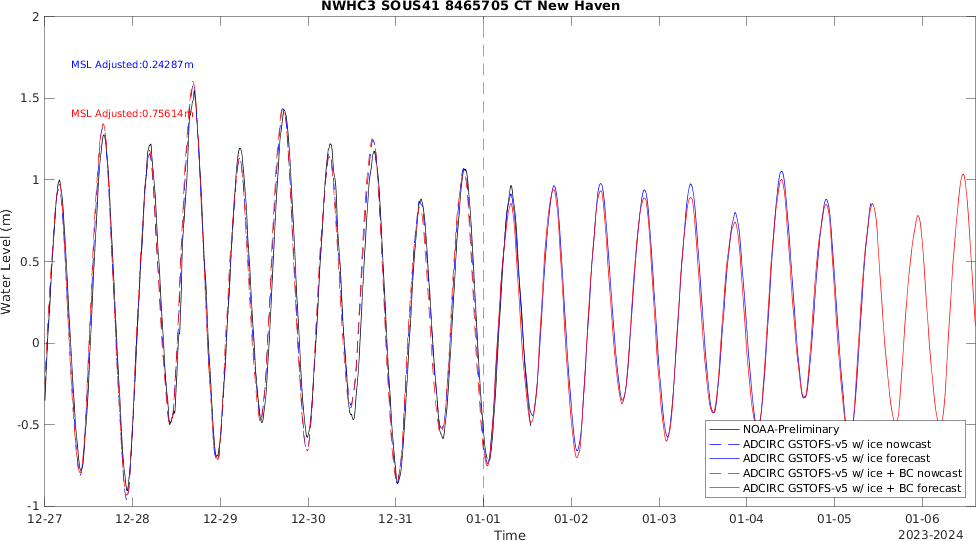 NWHC3 SOUS41 8465705 CT New Haven
2
1.5
1
0.5
0
-0.5
-1
Water Level (m)
MSL Adjusted:0.24287m
MSL Adjusted:0.75614m
NOAA-Preliminary
ADCIRC GSTOFS-v5 w/ ice nowcast
ADCIRC GSTOFS-v5 w/ ice forecast
ADCIRC GSTOFS-v5 w/ ice + BC nowcast
ADCIRC GSTOFS-v5 w/ ice + BC forecast
12-27 12-28 12-29 12-30 12-31 01-01 01-02 01-03 01-04 01-05 01-06
Time
2023-2024